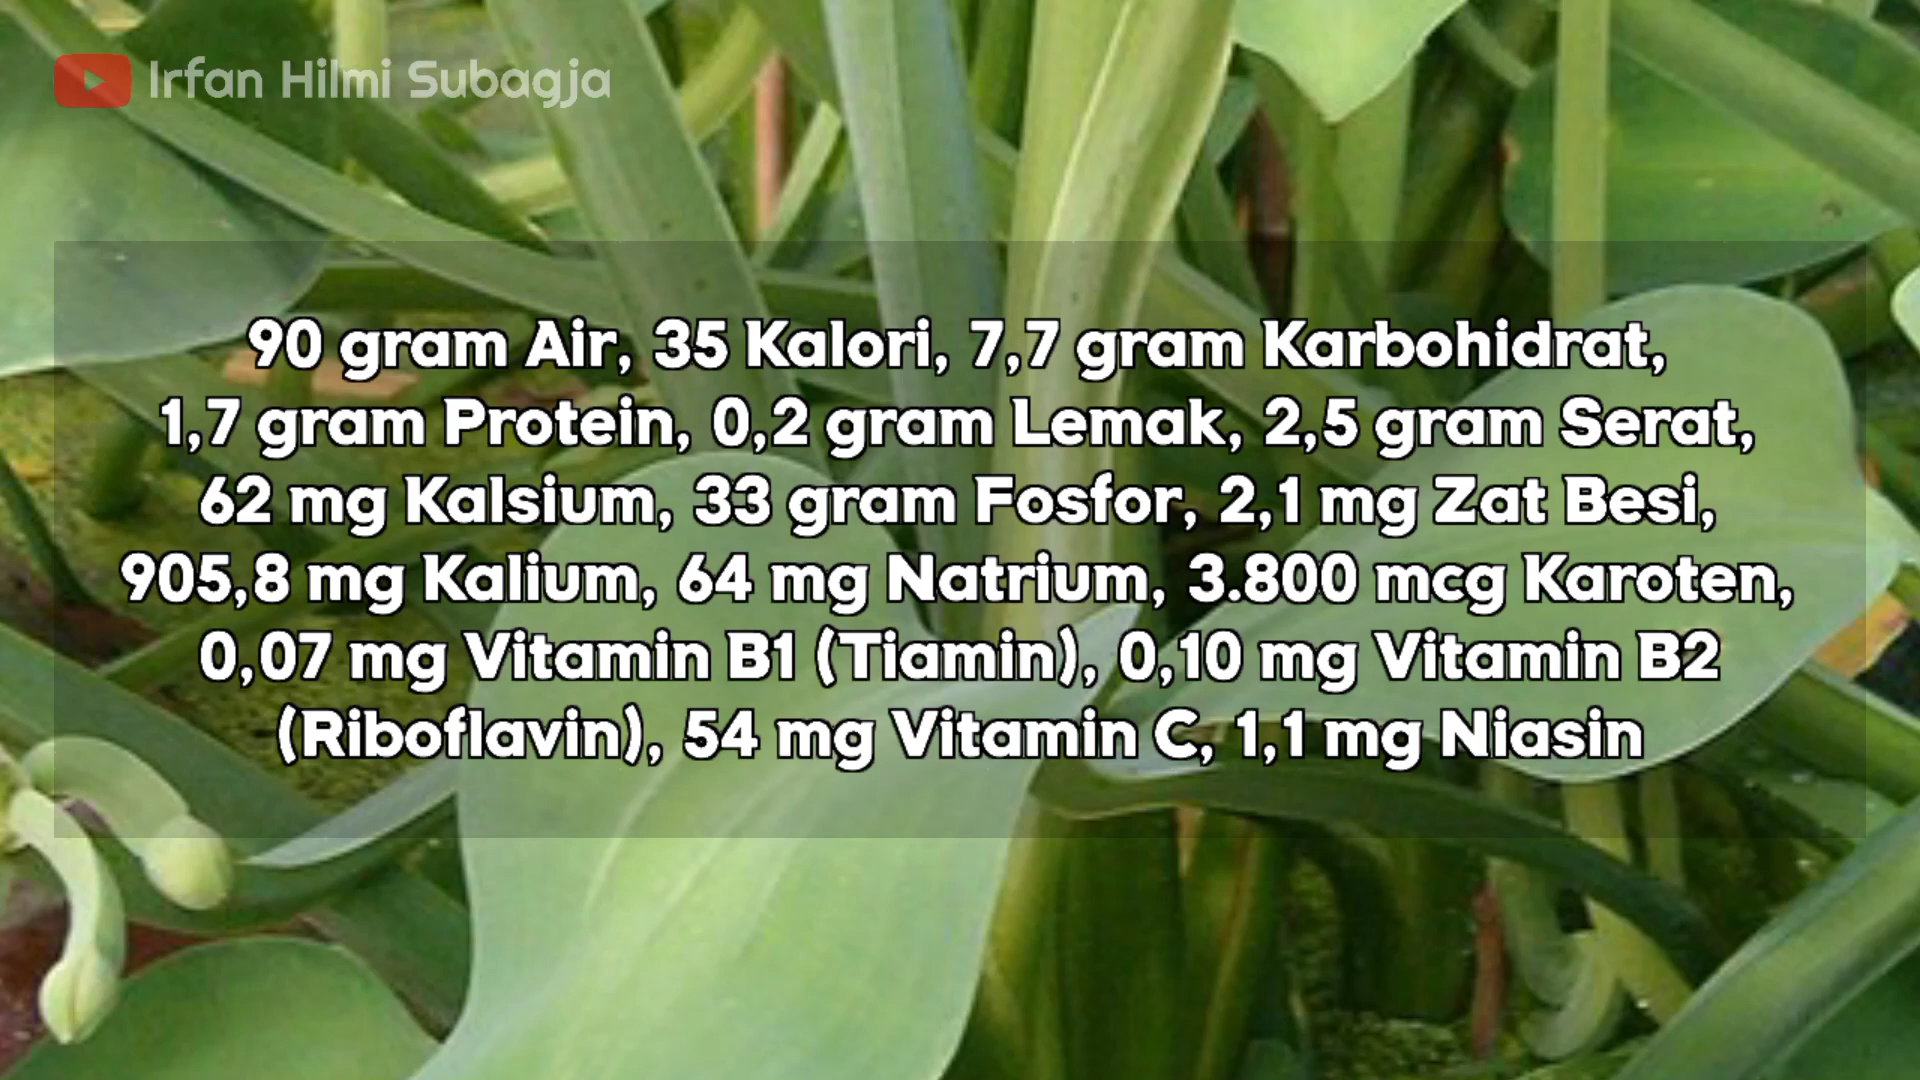 Irfan Hilmi Subagja
90 gram Air, 35 Kalori, 7,7 gram Karbohidrat,
1,7 gram Protein, 0,2 gram Lemak, 2,5 gram Serat,
62 mg Kalsium, 33 gram Fosfor, 2,1 mg Zat Besi,
905,8 mg Kalium, 64 mg Natrium, 3.800 mcg Karoten,
0,07 mg Vitamin B1 (Tiamin), 0,10 mg Vitamin B2
(Riboflavin), 54 mg Vitamin C, 1,1 mg Niasin